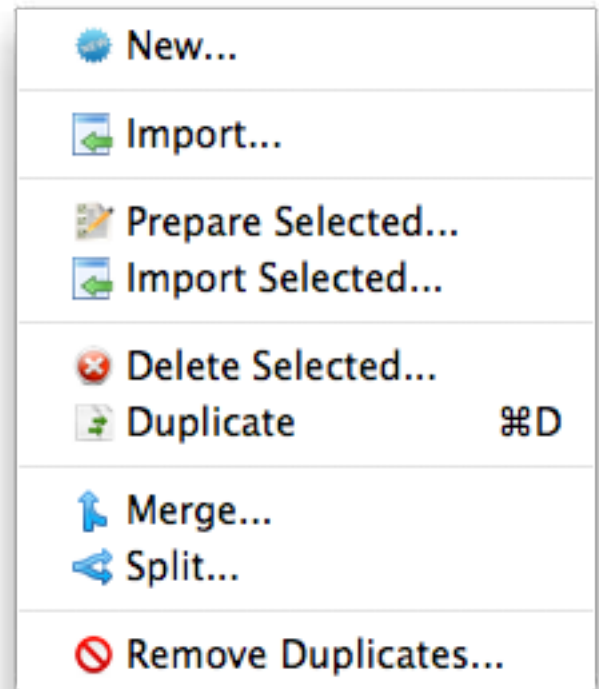 New...
Import...
Prepare Selected...
Import Selected...
Delete Selected...
Duplicate ⌘D
Merge...
Split...
Remove Duplicates...